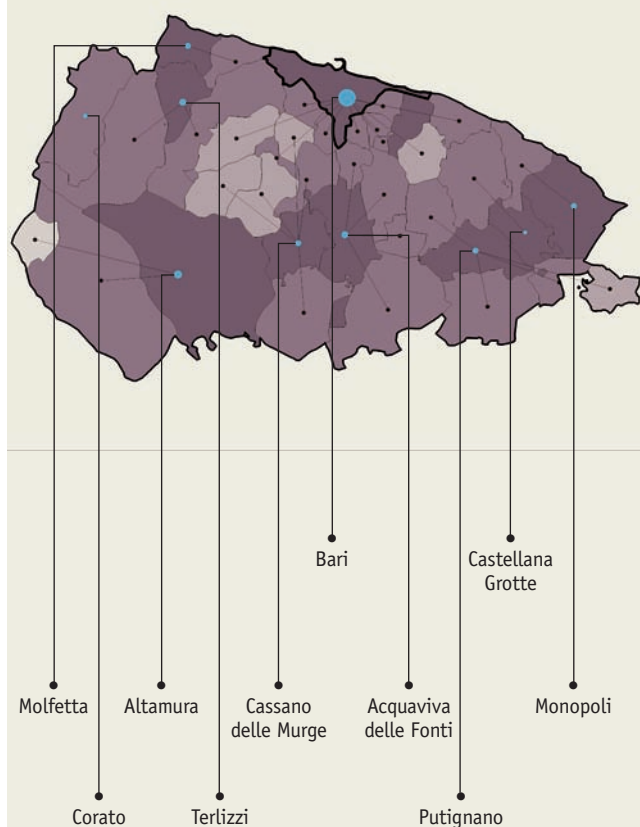 Bari
Castellana
Grotte
Molfetta
Altamura
Cassano
delle Murge
Acquaviva
delle Fonti
Monopoli
Corato
Terlizzi
Putignano